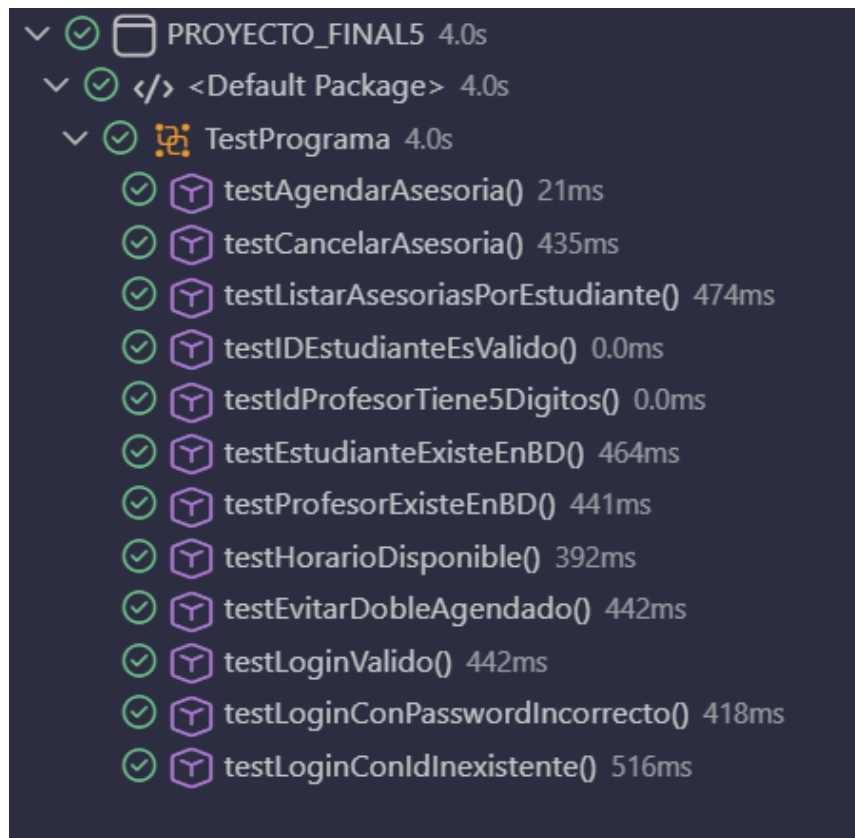 PROYECTO_FINAL5 4.0s
</> <Default Package> 4.0s
TestPrograma 4.0s
testAgendarAsesoria() 21ms
testCancelarAsesoria() 435ms
testListarAsesoriasPorEstudiante() 474ms
testIDEstudianteEsValido() 0.0ms
testIdProfesorTiene5Digitos() 0.0ms
testEstudianteExisteEnBD() 464ms
testProfesorExisteEnBD() 441ms
testHorarioDisponible() 392ms
testEvitarDobleAgendado() 442ms
testLoginValido() 442ms
testLoginConPasswordIncorrecto() 418ms
testLoginConIdInexistente() 516ms